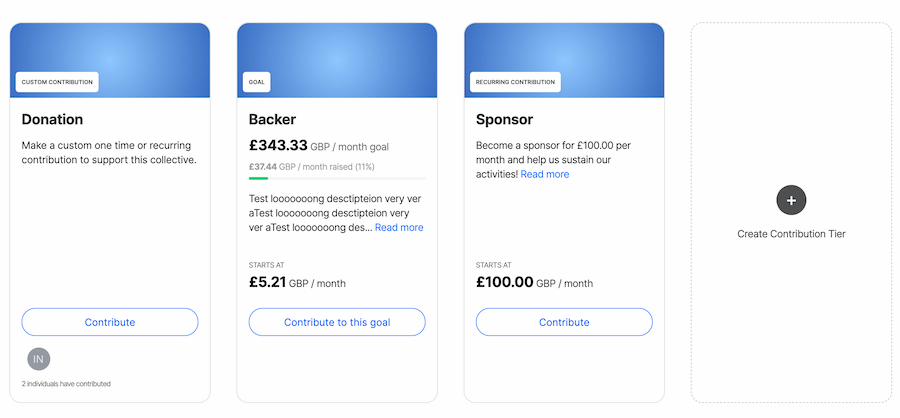 CUSTOM CONTRIBUTION
Donation
Make a custom one time or recurring
contribution to support this collective.
Contribute
IN
2 individuals have contributed
GOAL
Backer
£343.33 GBP / month goal
£37.44 GBP / month raised (11%)
Test looooooong desctipteion very ver
aTest looooooong desctipteion very
ver aTest looooooong des... Read more
STARTS AT
£5.21 GBP / month
Contribute to this goal
RECURRING CONTRIBUTION
Sponsor
Become a sponsor for £100.00 per
month and help us sustain our
activities! Read more
STARTS AT
£100.00 GBP / month
Contribute
+
Create Contribution Tier